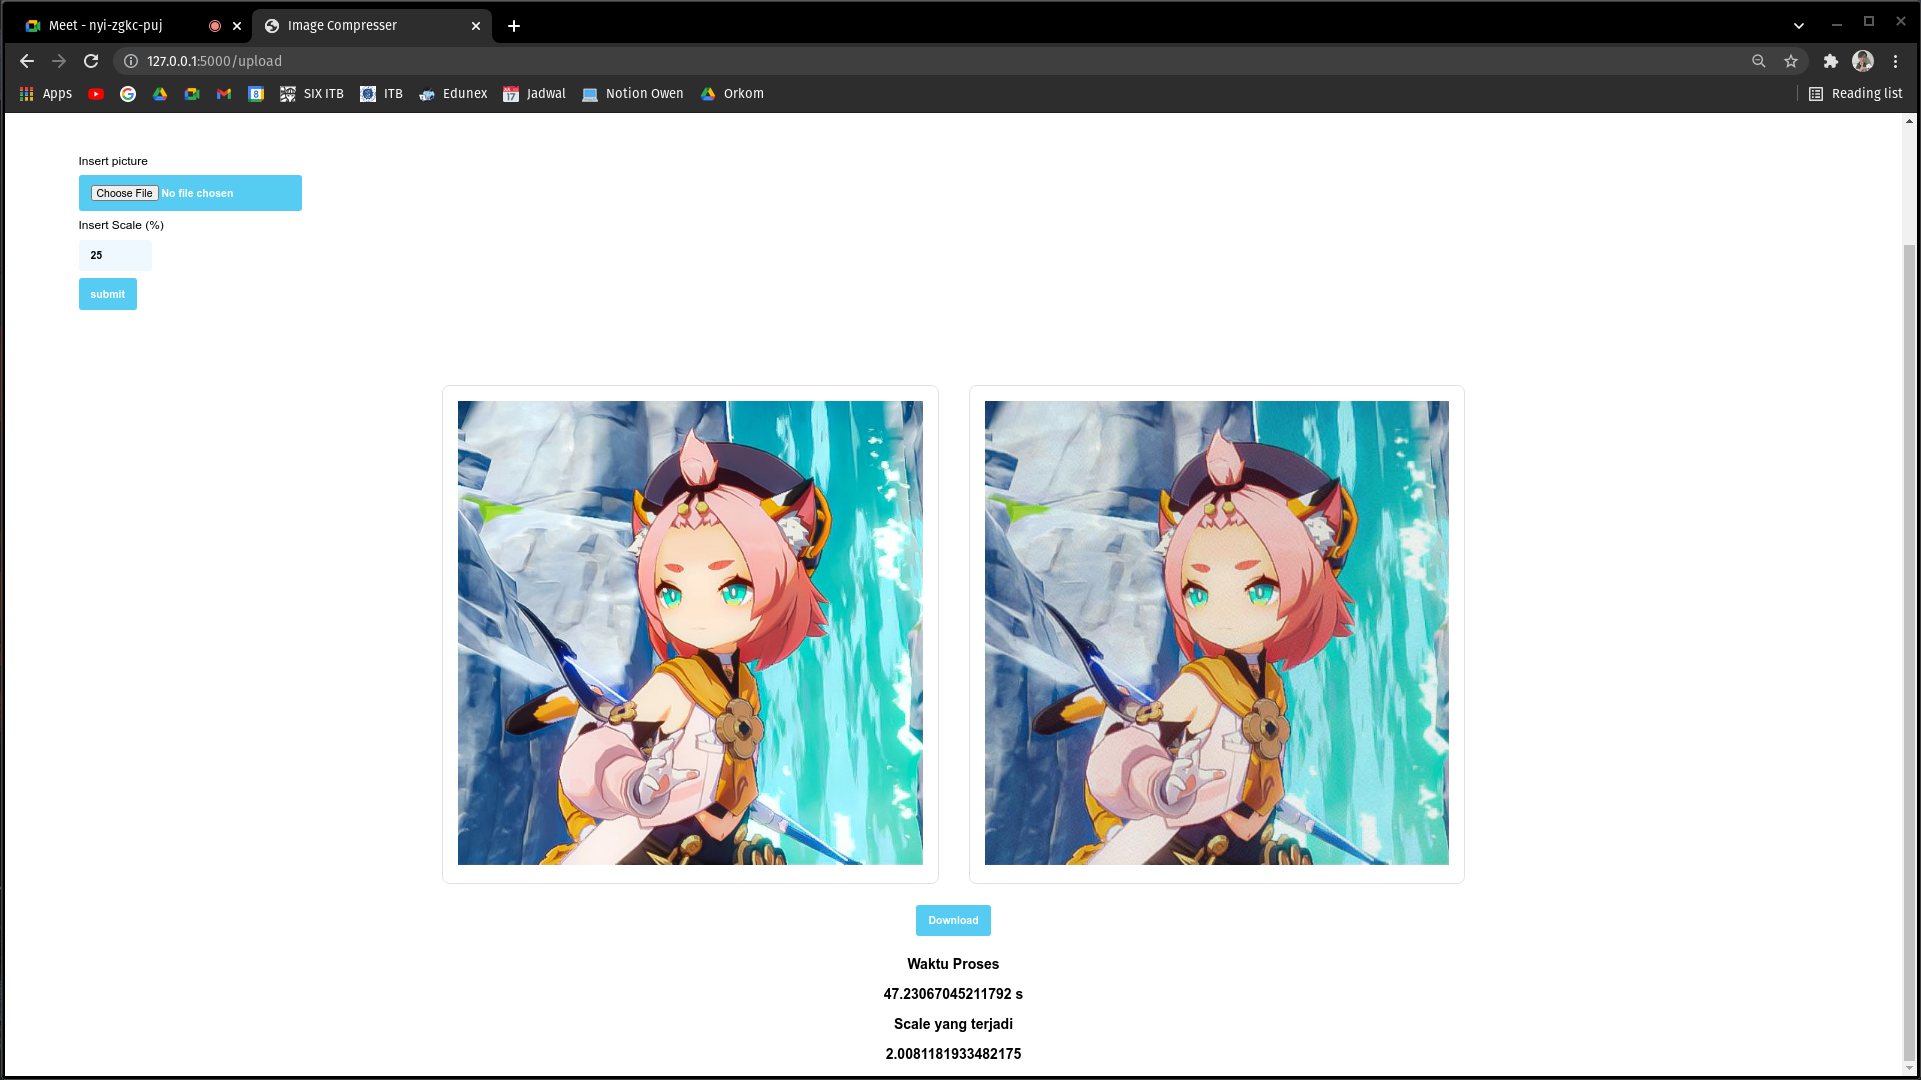 Meet - nyi-zgkc-puj
Image Compresser
127.0.0.1:5000/upload
Apps
SIX ITB
ITB
Edunex
Jadwal
Notion Owen
Orkom
Reading list
Insert picture
Choose File No file chosen
Insert Scale (%)
25
submit
Download
Waktu Proses
47.23067045211792 s
Scale yang terjadi
2.0081181933482175